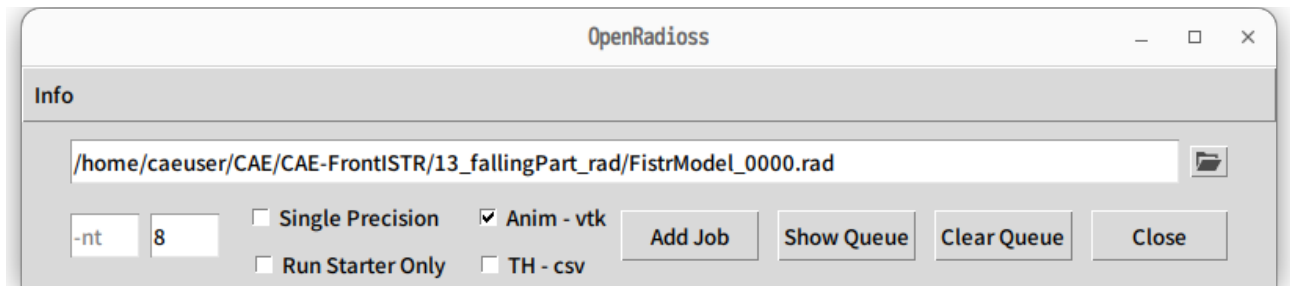 OpenRadioss
Info
/home/caeuser/CAE/CAE-FrontISTR/13_fallingPart_rad/FistrModel_0000.rad
-nt 8 Single Precision Anim - vtk Add Job Show Queue Clear Queue Close
Run Starter Only TH - csv